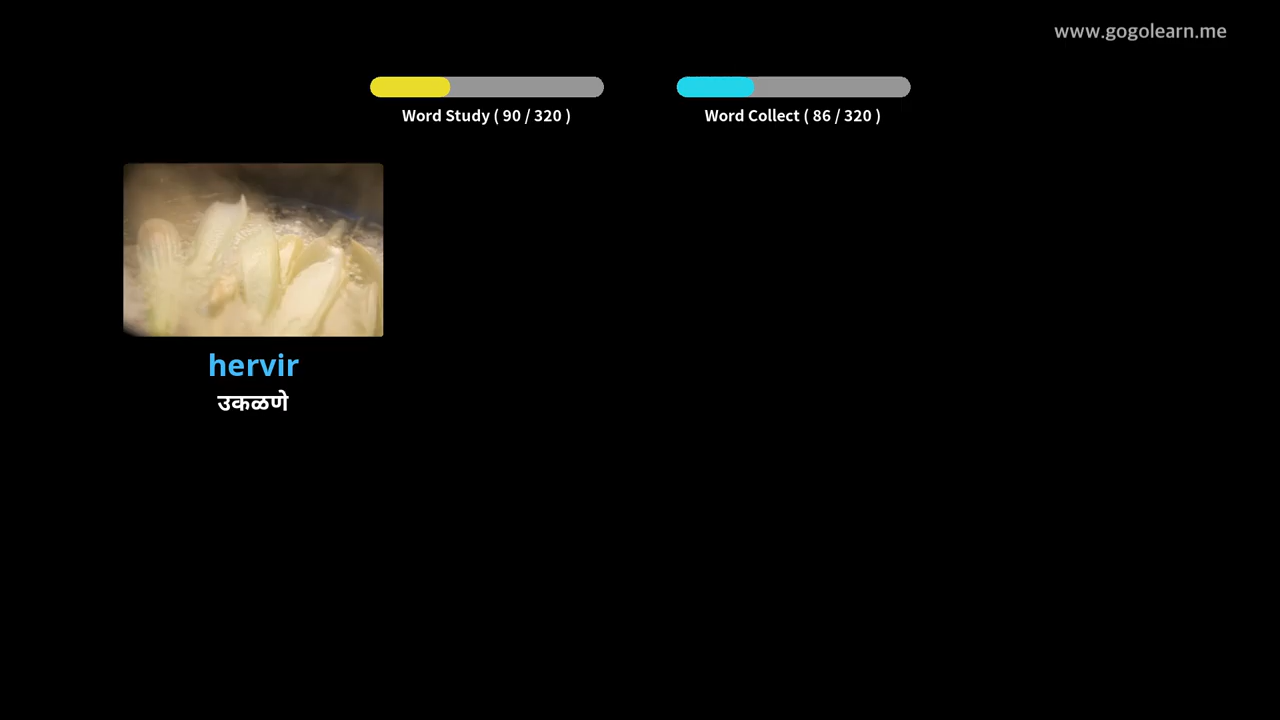 www.gogolearn.me
Word Study ( 90 / 320 )
Word Collect ( 86 / 320 )
hervir
उकळणे